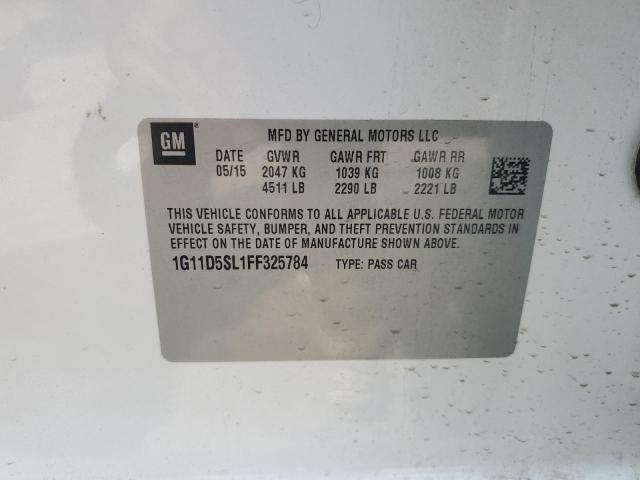 GM ®
MFD BY GENERAL MOTORS LLC
DATE GVWR GAWR FRT GAWR RR
05/15 2047 KG 1039 KG 1008 KG
4511 LB 2290 LB 2221 LB
THIS VEHICLE CONFORMS TO ALL APPLICABLE U.S. FEDERAL MOTOR
VEHICLE SAFETY, BUMPER, AND THEFT PREVENTION STANDARDS IN
EFFECT ON THE DATE OF MANUFACTURE SHOWN ABOVE.
1G11D5SL1FF325784 TYPE: PASS CAR